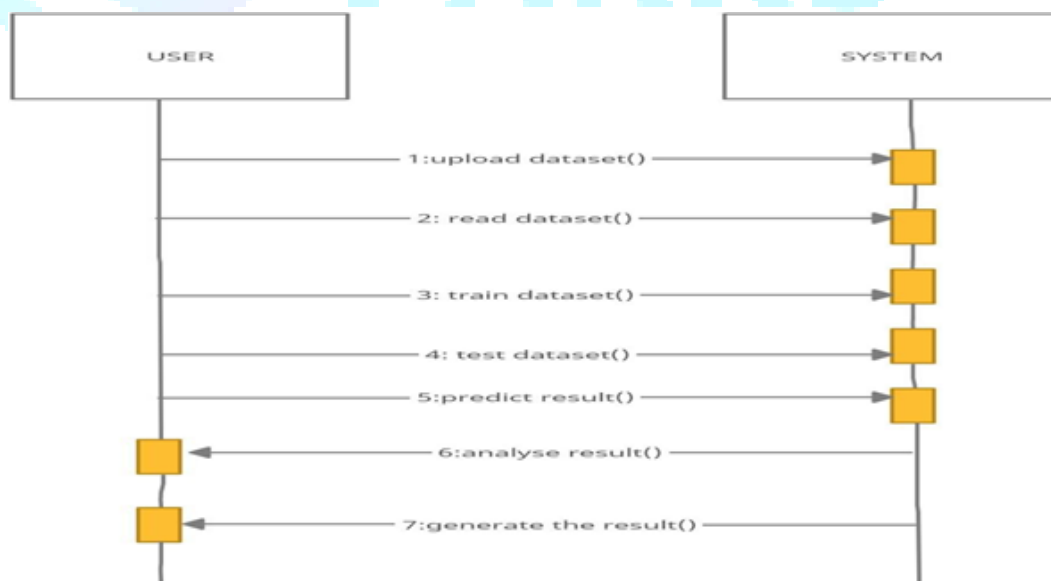 USER
SYSTEM
1:upload dataset()
2: read dataset()
3: train dataset()
4: test dataset()
5:predict result()
6:analyse result()
7:generate the result()